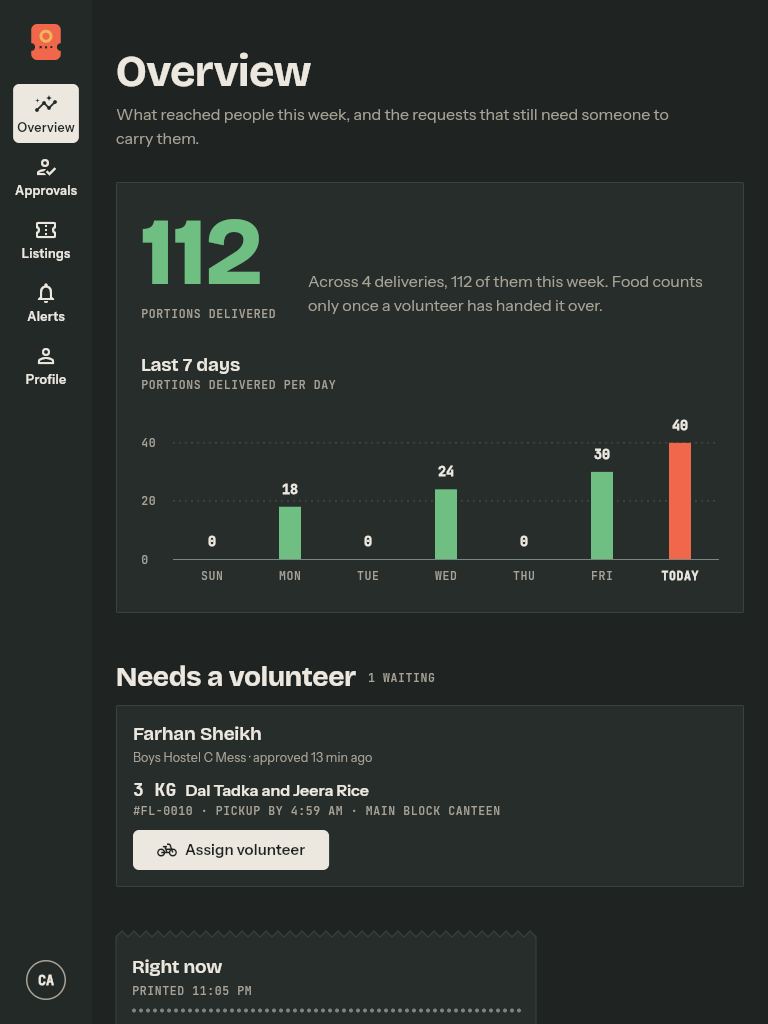 Overview
What reached people this week, and the requests that still need someone to
carry them.
Overview
Approvals
Listings
Alerts
Profile
CA
112
PORTIONS DELIVERED
Across 4 deliveries, 112 of them this week. Food counts
only once a volunteer has handed it over.
Last 7 days
PORTIONS DELIVERED PER DAY
40
20
0
0
18
0
24
0
30
40
SUN
MON
TUE
WED
THU
FRI
TODAY
Needs a volunteer 1 WAITING
Farhan Sheikh
Boys Hostel C Mess · approved 13 min ago
3 KG Dal Tadka and Jeera Rice
#FL-0010 · PICKUP BY 4:59 AM · MAIN BLOCK CANTEEN
Assign volunteer
Right now
PRINTED 11:05 PM